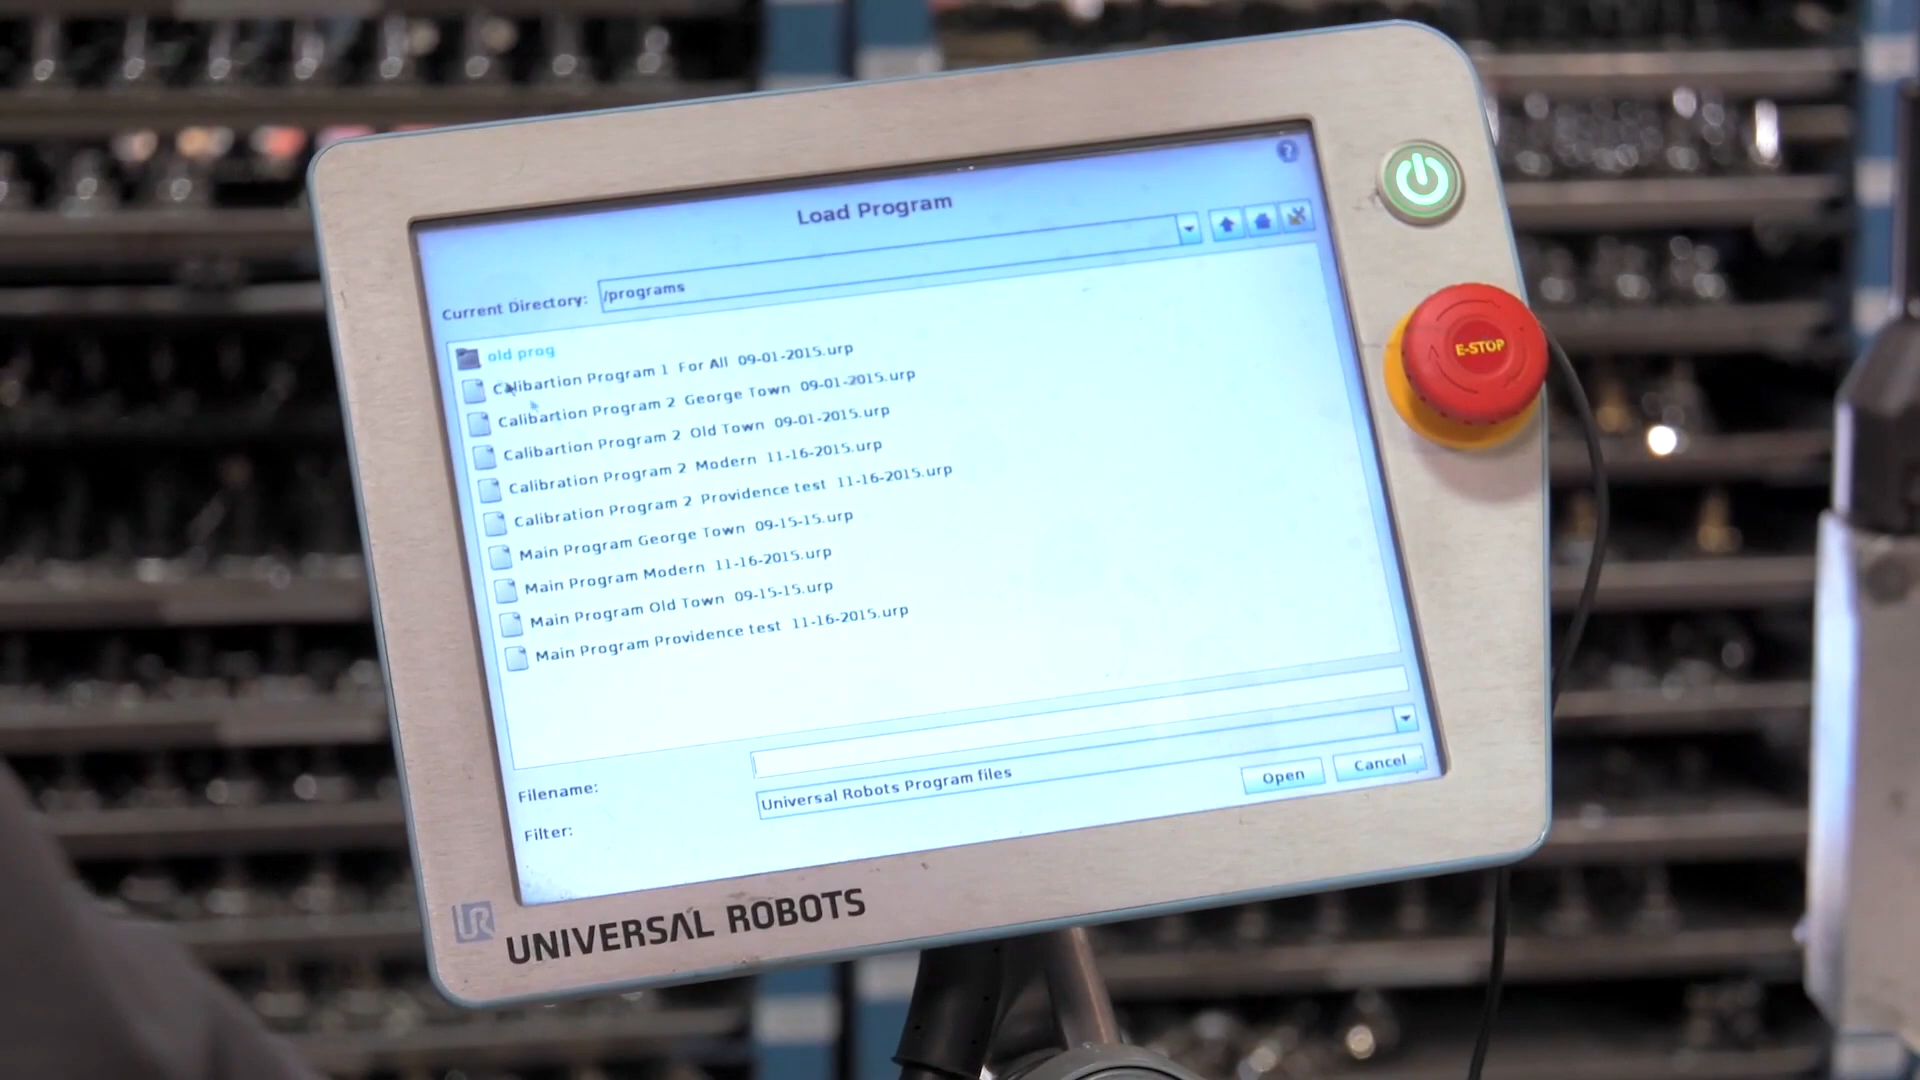 Load Program
Current Directory: /programs
old prog
Calibartion Program 1 For All 09-01-2015.urp
Calibartion Program 2 George Town 09-01-2015.urp
Calibartion Program 2 Old Town 09-01-2015.urp
Calibration Program 2 Modern 11-16-2015.urp
Calibration Program 2 Providence test 11-16-2015.urp
Main Program George Town 09-15-15.urp
Main Program Modern 11-16-2015.urp
Main Program Old Town 09-15-15.urp
Main Program Providence test 11-16-2015.urp
Filename:
Filter: Universal Robots Program files
Open Cancel
E-STOP
UR UNIVERSAL ROBOTS